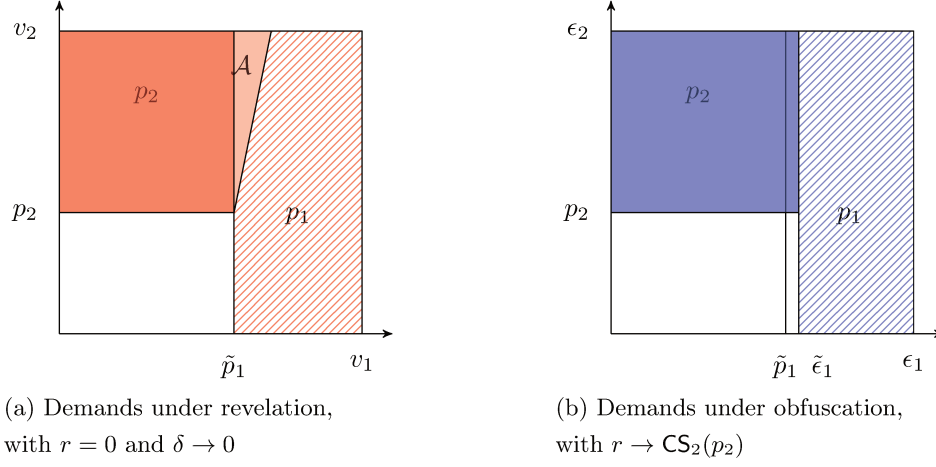 v₂
p₂
𝒜
p₂
p₁
p̃₁
v₁
(a) Demands under revelation,
with r = 0 and δ → 0
ϵ₂
p₂
p₂
p₁
p̃₁ ϵ̃₁
ϵ₁
(b) Demands under obfuscation,
with r → CS₂(p₂)